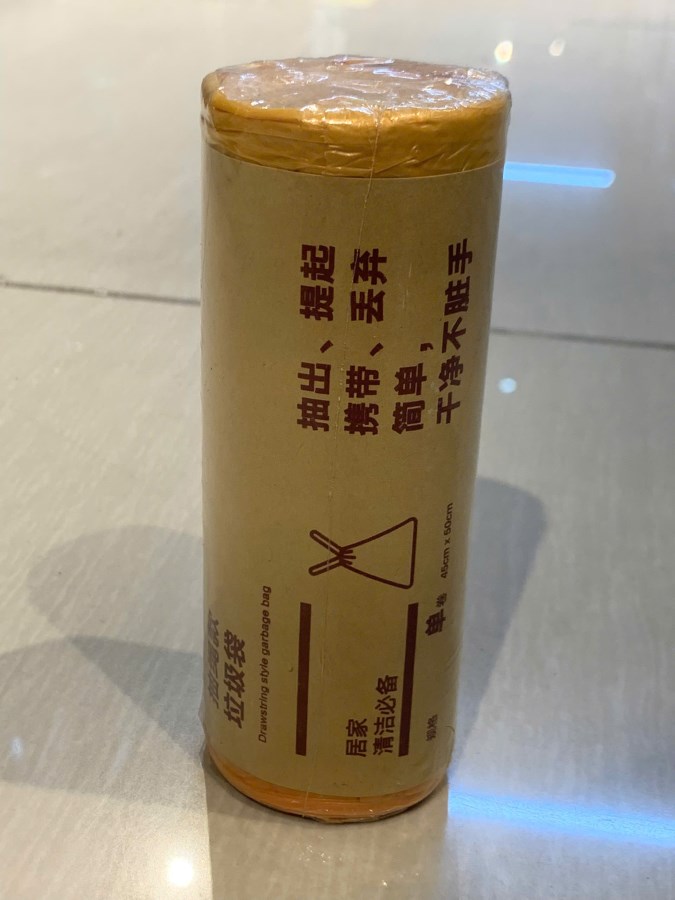 抽绳式
垃圾袋
Drawstring style garbage bag
居家
清洁必备
抽出、提起
携带、丢弃
简单,
干净不脏手
规格
单卷
45cm x 50cm